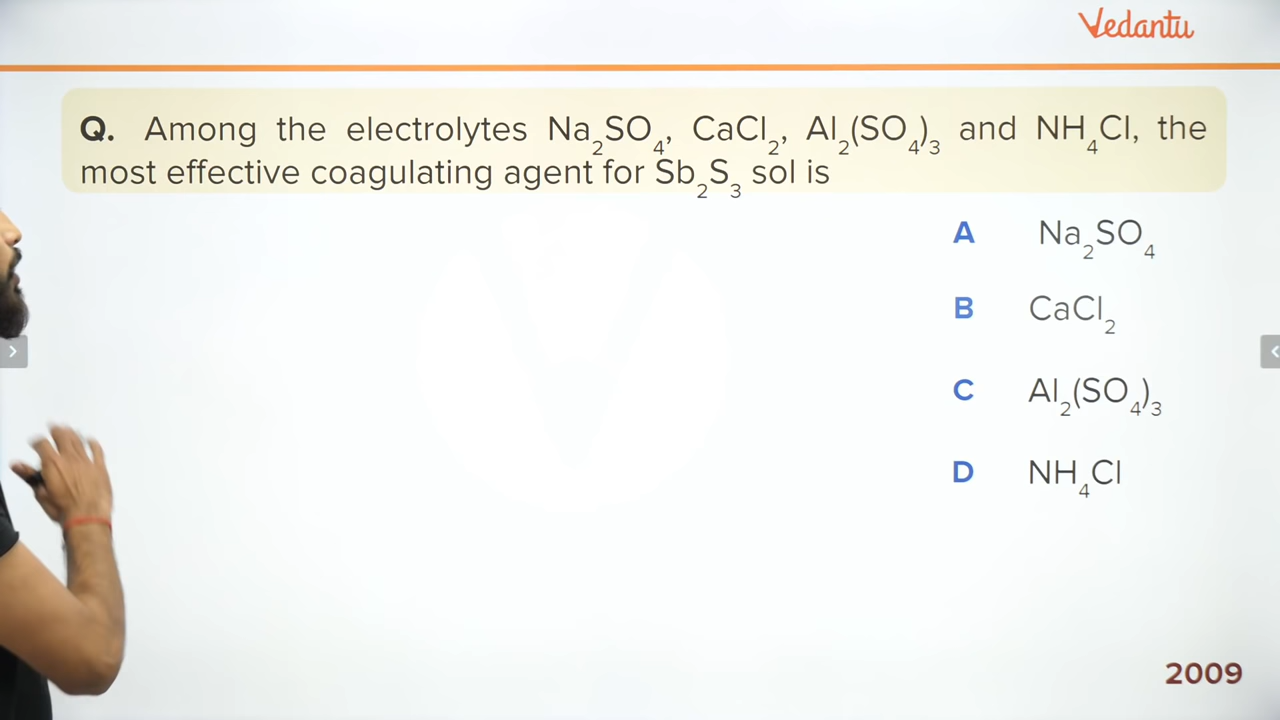 Vedantu
Q. Among the electrolytes Na₂SO₄, CaCl₂, Al₂(SO₄)₃ and NH₄Cl, the
most effective coagulating agent for Sb₂S₃ sol is
A Na₂SO₄
B CaCl₂
C Al₂(SO₄)₃
D NH₄Cl
2009